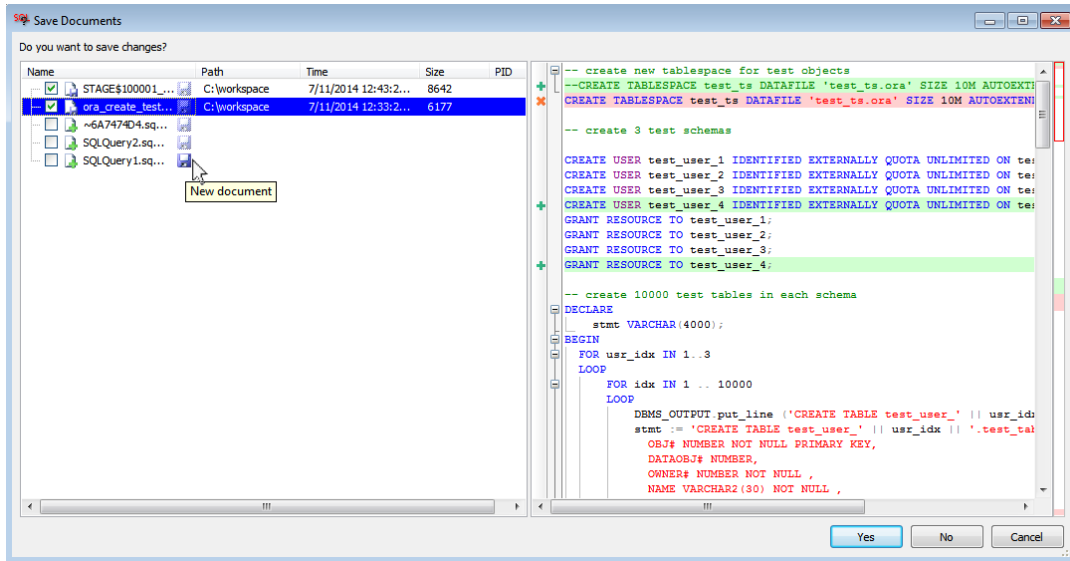 Save Documents
Do you want to save changes?
Name Path Time Size PID
STAGE$100001_... C:\workspace 7/11/2014 12:43:2... 8642
ora_create_test... C:\workspace 7/11/2014 12:33:2... 6177
~6A7474D4.sq...
SQLQuery2.sq...
SQLQuery1.sq...
New document
-- create new tablespace for test objects
--CREATE TABLESPACE test_ts DATAFILE 'test_ts.ora' SIZE 10M AUTOEXTE
CREATE TABLESPACE test_ts DATAFILE 'test_ts.ora' SIZE 10M AUTOEXTEN
-- create 3 test schemas
CREATE USER test_user_1 IDENTIFIED EXTERNALLY QUOTA UNLIMITED ON te
CREATE USER test_user_2 IDENTIFIED EXTERNALLY QUOTA UNLIMITED ON te
CREATE USER test_user_3 IDENTIFIED EXTERNALLY QUOTA UNLIMITED ON te
CREATE USER test_user_4 IDENTIFIED EXTERNALLY QUOTA UNLIMITED ON te
GRANT RESOURCE TO test_user_1;
GRANT RESOURCE TO test_user_2;
GRANT RESOURCE TO test_user_3;
GRANT RESOURCE TO test_user_4;
-- create 10000 test tables in each schema
DECLARE
stmt VARCHAR(4000);
BEGIN
FOR usr_idx IN 1..3
LOOP
FOR idx IN 1 .. 10000
LOOP
DBMS_OUTPUT.put_line ('CREATE TABLE test_user_' || usr_id
stmt := 'CREATE TABLE test_user_' || usr_idx || '.test_ta
OBJ# NUMBER NOT NULL PRIMARY KEY,
DATAOBJ# NUMBER,
OWNER# NUMBER NOT NULL ,
NAME VARCHAR2(30) NOT NULL ,
Yes No Cancel